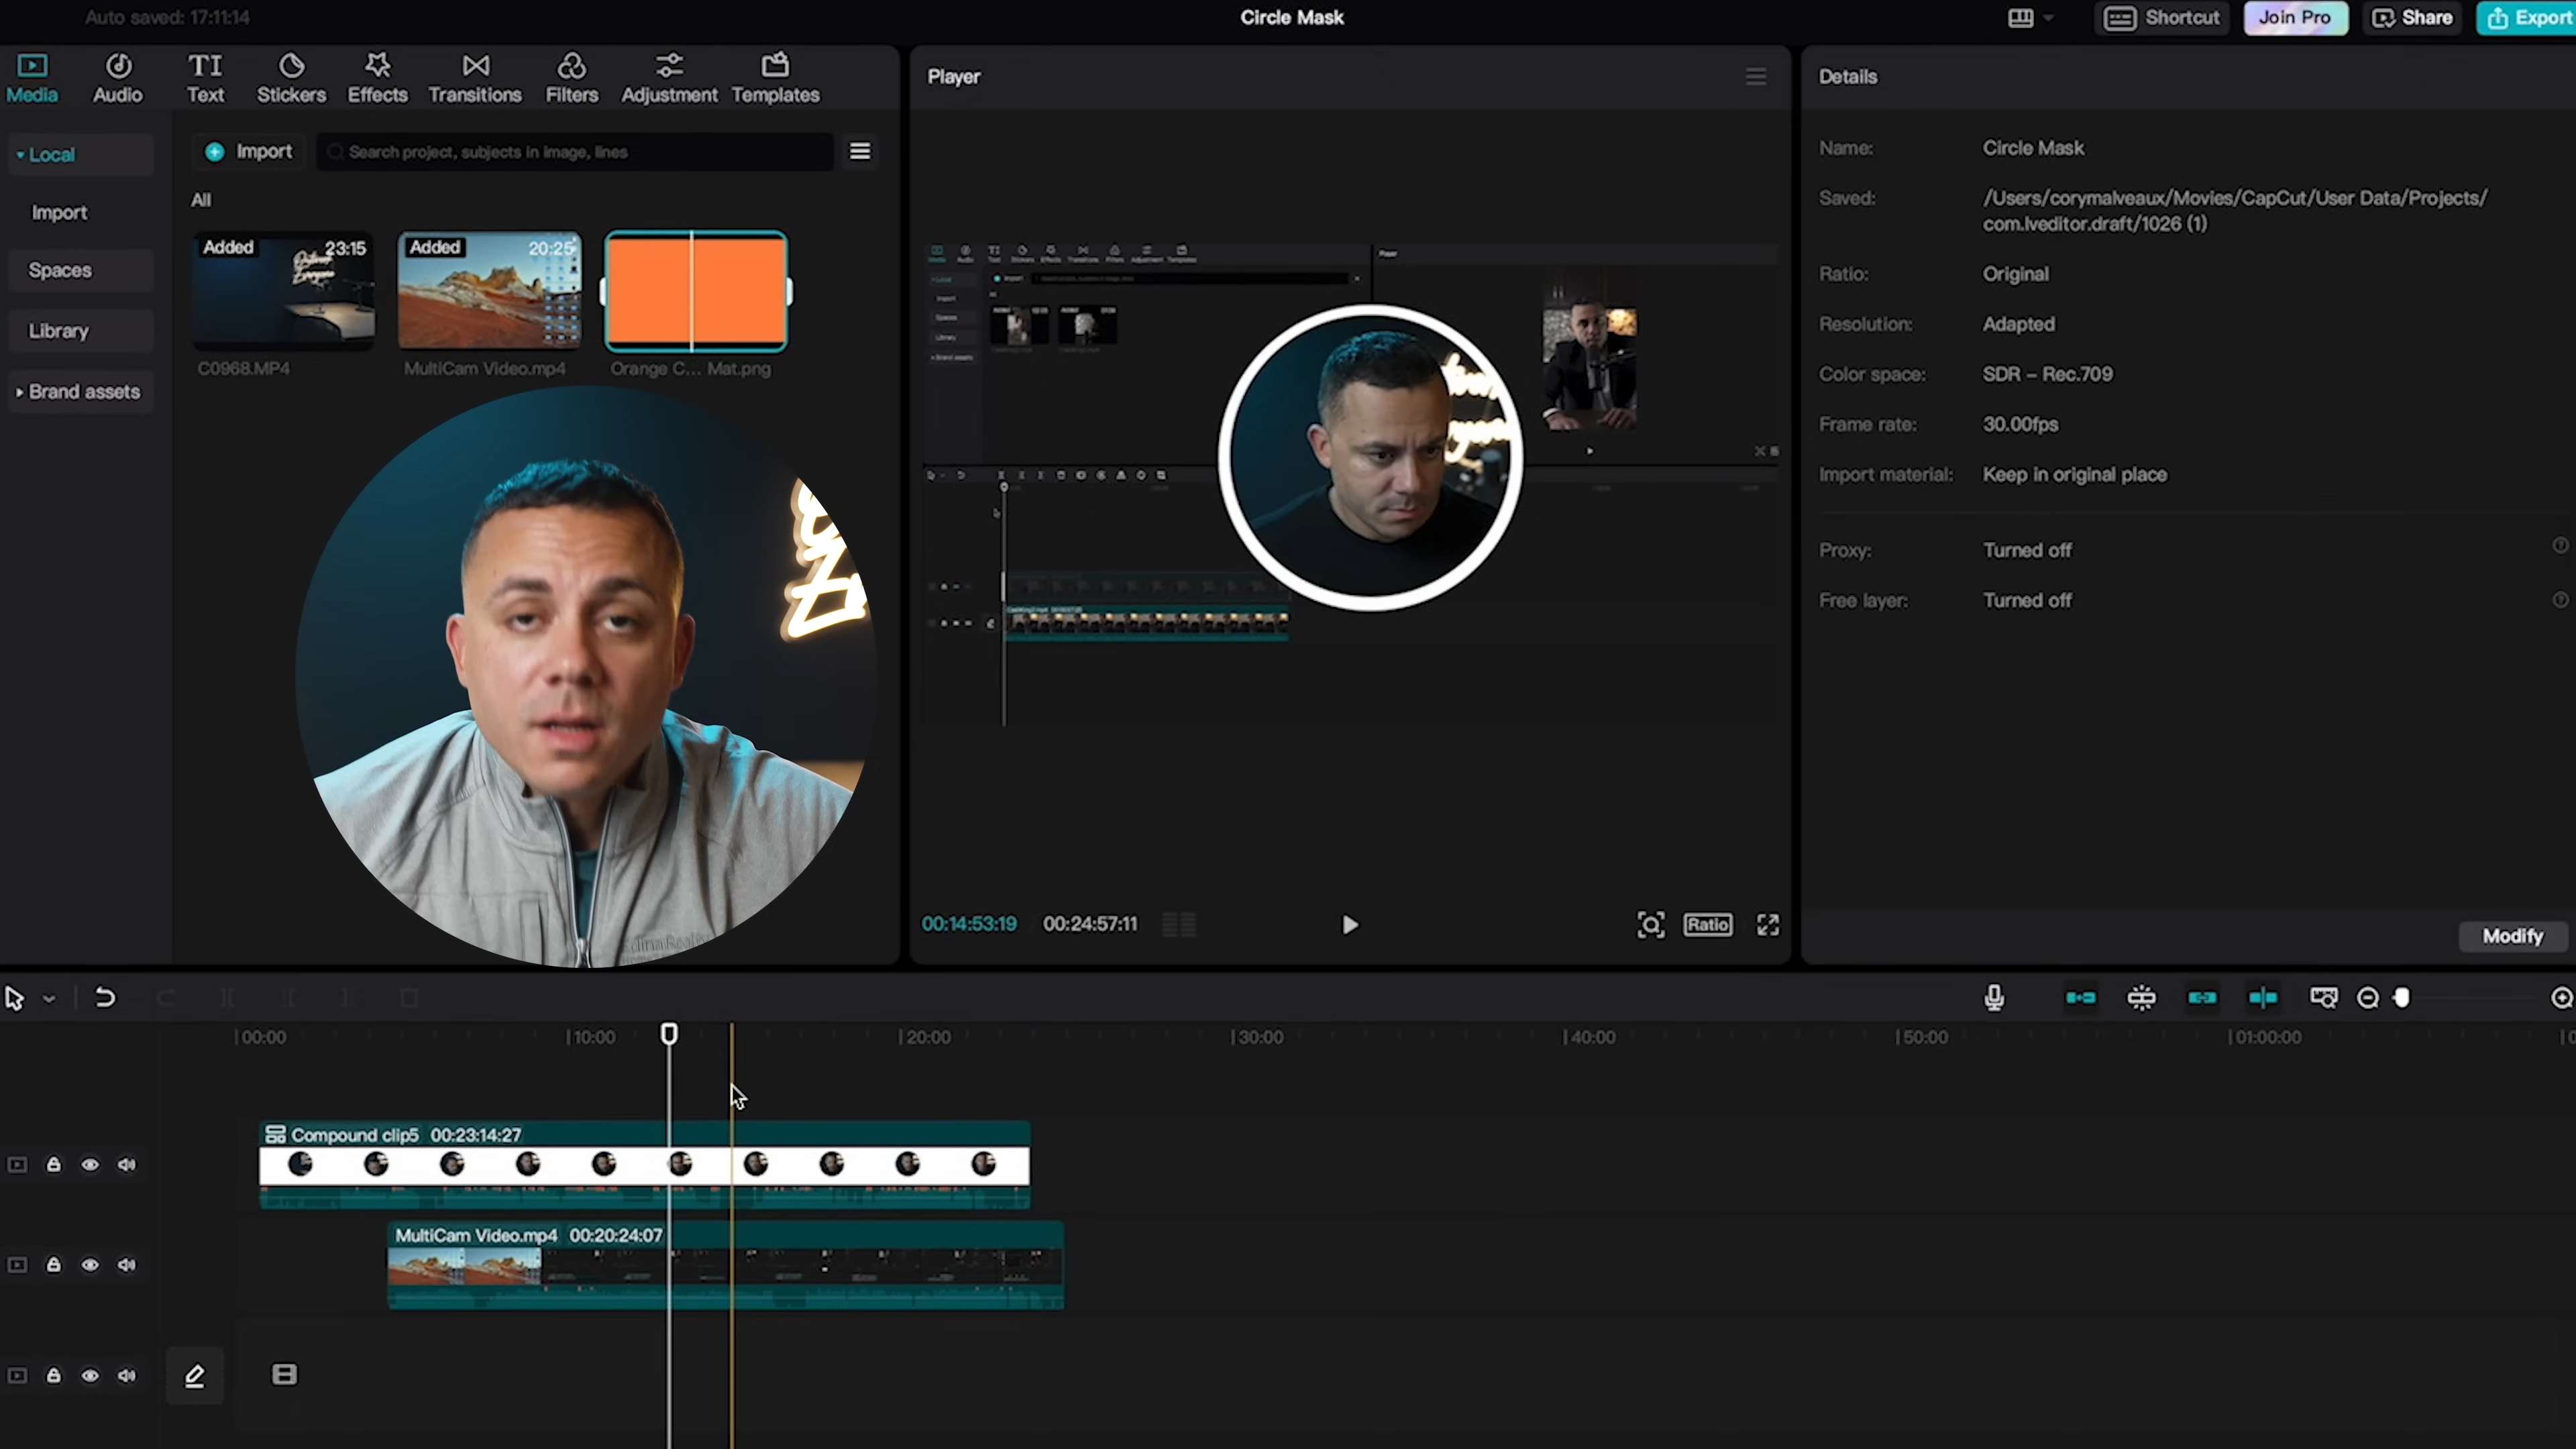 Auto saved: 17:11:14
Circle Mask
Shortcut
Join Pro
Share
Export
Media
Audio
TI
Text
Stickers
Effects
Transitions
Filters
Adjustment
Templates
Player
Details
Local
Import
Spaces
Library
Brand assets
Import
Search project, subjects in image, lines
All
Added 23:15
Added 20:25
C0968.MP4
MultiCam Video.mp4
Orange C... Mat.png
Name: Circle Mask
Saved: /Users/corymalveaux/Movies/CapCut/User Data/Projects/
com.lveditor.draft/1026 (1)
Ratio: Original
Resolution: Adapted
Color space: SDR – Rec.709
Frame rate: 30.00fps
Import material: Keep in original place
Proxy: Turned off
Free layer: Turned off
00:14:53:19 00:24:57:11
Ratio
Modify
00:00 10:00 20:00 30:00 40:00 50:00 01:00:00
Compound clip5 00:23:14:27
MultiCam Video.mp4 00:20:24:07